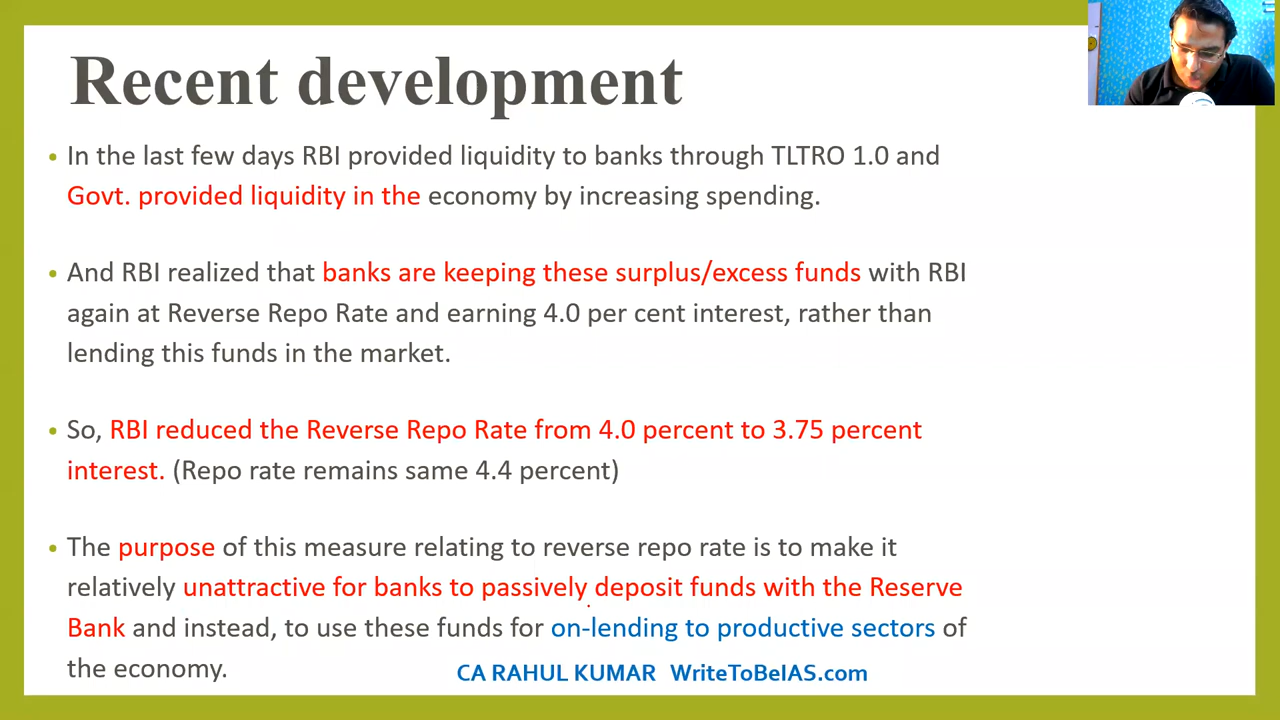 Recent development
• In the last few days RBI provided liquidity to banks through TLTRO 1.0 and
Govt. provided liquidity in the economy by increasing spending.
• And RBI realized that banks are keeping these surplus/excess funds with RBI
again at Reverse Repo Rate and earning 4.0 per cent interest, rather than
lending this funds in the market.
• So, RBI reduced the Reverse Repo Rate from 4.0 percent to 3.75 percent
interest. (Repo rate remains same 4.4 percent)
• The purpose of this measure relating to reverse repo rate is to make it
relatively unattractive for banks to passively deposit funds with the Reserve
Bank and instead, to use these funds for on-lending to productive sectors of
the economy.
CA RAHUL KUMAR WriteToBeIAS.com